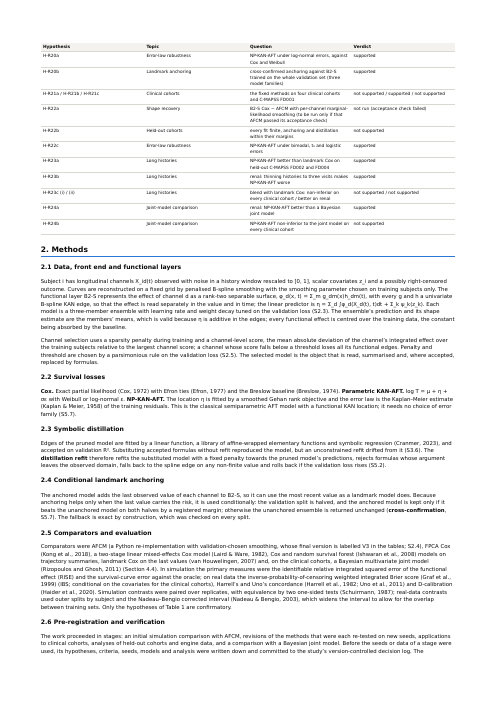 Hypothesis Topic Question Verdict
H-R20a Error-law robustness NP-KAN-AFT under log-normal errors, against supported
Cox and Weibull
H-R20b Landmark anchoring cross-confirmed anchoring against B2-S supported
trained on the whole validation set (three
model families)
H-R21a / H-R21b / H-R21c Clinical cohorts the fixed methods on four clinical cohorts not supported / supported / not supported
and C-MAPSS FD001
H-R22a Shape recovery B2-S Cox − AFCM with per-channel marginal- not run (acceptance check failed)
likelihood smoothing (to be run only if
AFCM passed its acceptance check)
H-R22b Held-out cohorts every fit finite, anchoring and distillation not supported
within their margins
H-R22c Error-law robustness NP-KAN-AFT under bimodal, t₃ and logistic supported
errors
H-R23a Long histories NP-KAN-AFT better than landmark Cox on supported
held-out C-MAPSS FD002 and FD004
H-R23b Long histories renal: thinning histories to three visits makes not supported
NP-KAN-AFT worse
H-R23c (i) / (ii) Long histories blend with landmark Cox: non-inferior on not supported / not supported
every clinical cohort / better on renal
H-R24a Joint-model comparison renal: NP-KAN-AFT better than a Bayesian supported
joint model
H-R24b Joint-model comparison NP-KAN-AFT non-inferior to the joint model on not supported
every clinical cohort
2. Methods
2.1 Data, front end and functional layers
Subject i has longitudinal channels X_id(t) observed with noise in a history window rescaled to [0, 1], scalar covariates z_i and a possibly right-censored
outcome. Curves are reconstructed on a fixed grid by penalised B-spline smoothing with the smoothing parameter chosen on training subjects only. The
functional layer B2-S represents the effect of channel d as a rank-two separable surface, g_d(x, t) = Σ_m g_dm(x)h_dm(t), with every g and h a univariate
B-spline KAN edge, so that the effect is read separately in the value and in time; the linear predictor is η = Σ_d ∫g_d(X_d(t), t)dt + Σ_k ψ_k(z_k). Each
model is a three-member ensemble with learning rate and weight decay tuned on the validation loss (S2.3). The ensemble's prediction and its shape
estimate are the members' means, which is valid because η is additive in the edges; every functional effect is centred over the training data, the constant
being absorbed by the baseline.
Channel selection uses a sparsity penalty during training and a channel-level score, the mean absolute deviation of the channel's integrated effect over
the training subjects relative to the largest channel score; a channel whose score falls below a threshold loses all its functional edges. Penalty and
threshold are chosen by a parsimonious rule on the validation loss (S2.5). The selected model is the object that is read, summarised and, where accepted,
replaced by formulas.
2.2 Survival losses
Cox. Exact partial likelihood (Cox, 1972) with Efron ties (Efron, 1977) and the Breslow baseline (Breslow, 1974). Parametric KAN-AFT. log T = μ + η +
σε with Weibull or log-normal ε. NP-KAN-AFT. The location η is fitted by a smoothed Gehan rank objective and the error law is the Kaplan–Meier estimate
(Kaplan & Meier, 1958) of the training residuals. This is the classical semiparametric AFT model with a functional KAN location; it needs no choice of error
family (S5.7).
2.3 Symbolic distillation
Edges of the pruned model are fitted by a linear function, a library of affine-wrapped elementary functions and symbolic regression (Cranmer, 2023), and
accepted on validation R². Substituting accepted formulas without refit reproduced the model, but an unconstrained refit drifted from it (S3.6). The
distillation refit therefore refits the substituted model with a fixed penalty towards the pruned model's predictions, rejects formulas whose argument
leaves the observed domain, falls back to the spline edge on any non-finite value and rolls back if the validation loss rises (S5.2).
2.4 Conditional landmark anchoring
The anchored model adds the last observed value of each channel to B2-S, so it can use the most recent value as a landmark model does. Because
anchoring helps only when the last value carries the risk, it is used conditionally: the validation split is halved, and the anchored model is kept only if it
beats the unanchored model on both halves by a registered margin; otherwise the unanchored ensemble is returned unchanged (cross-confirmation,
S5.7). The fallback is exact by construction, which was checked on every split.
2.5 Comparators and evaluation
Comparators were AFCM (a Python re-implementation with validation-chosen smoothing, whose final version is labelled V3 in the tables; S2.4), FPCA Cox
(Kong et al., 2018), a two-stage linear mixed-effects Cox model (Laird & Ware, 1982), Cox and random survival forest (Ishwaran et al., 2008) models on
trajectory summaries, landmark Cox on the last values (van Houwelingen, 2007) and, on the clinical cohorts, a Bayesian multivariate joint model
(Rizopoulos and Ghosh, 2011) (Section 4.4). In simulation the primary measures were the identifiable relative integrated squared error of the functional
effect (RISE) and the survival-curve error against the oracle; on real data the inverse-probability-of-censoring weighted integrated Brier score (Graf et al.,
1999) (IBS; conditional on the covariates for the clinical cohorts), Harrell's and Uno's concordance (Harrell et al., 1982; Uno et al., 2011) and D-calibration
(Haider et al., 2020). Simulation contrasts were paired over replicates, with equivalence by two one-sided tests (Schuirmann, 1987); real-data contrasts
used outer splits by subject and the Nadeau-Bengio corrected interval (Nadeau & Bengio, 2003), which widens the interval to allow for the overlap
between training sets. Only the hypotheses of Table 1 are confirmatory.
2.6 Pre-registration and verification
The work proceeded in stages: an initial simulation comparison with AFCM, revisions of the methods that were each re-tested on new seeds, applications
to clinical cohorts, analyses of held-out cohorts and engine data, and a comparison with a Bayesian joint model. Before the seeds or data of a stage were
used, its hypotheses, criteria, seeds, models and analysis were written down and committed to the study's version-controlled decision log. The